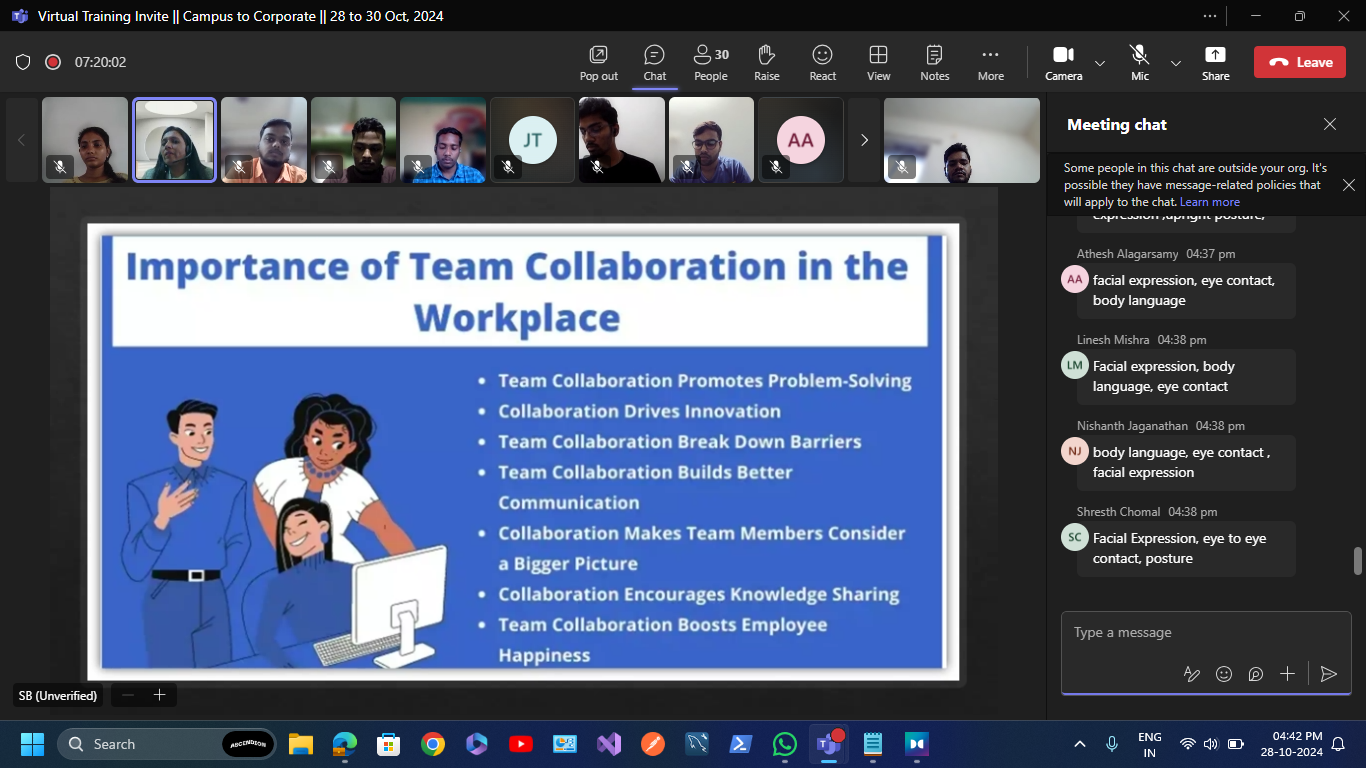 Virtual Training Invite || Campus to Corporate || 28 to 30 Oct, 2024
07:20:02
Pop out
Chat
30
People
Raise
React
View
Notes
More
Camera
Mic
Share
Leave
JT
AA
Importance of Team Collaboration in the
Workplace
• Team Collaboration Promotes Problem-Solving
• Collaboration Drives Innovation
• Team Collaboration Break Down Barriers
• Team Collaboration Builds Better
Communication
• Collaboration Makes Team Members Consider
a Bigger Picture
• Collaboration Encourages Knowledge Sharing
• Team Collaboration Boosts Employee
Happiness
SB (Unverified)
Meeting chat
Some people in this chat are outside your org. It's
possible they have message-related policies that
will apply to the chat. Learn more
expression ,upright posture,
Athesh Alagarsamy 04:37 pm
AA
facial expression, eye contact,
body language
Linesh Mishra 04:38 pm
LM
Facial expression, body
language, eye contact
Nishanth Jaganathan 04:38 pm
NJ
body language, eye contact ,
facial expression
Shresth Chomal 04:38 pm
SC
Facial Expression, eye to eye
contact, posture
Type a message
Search
ASCENDION
ENG
IN
04:42 PM
28-10-2024